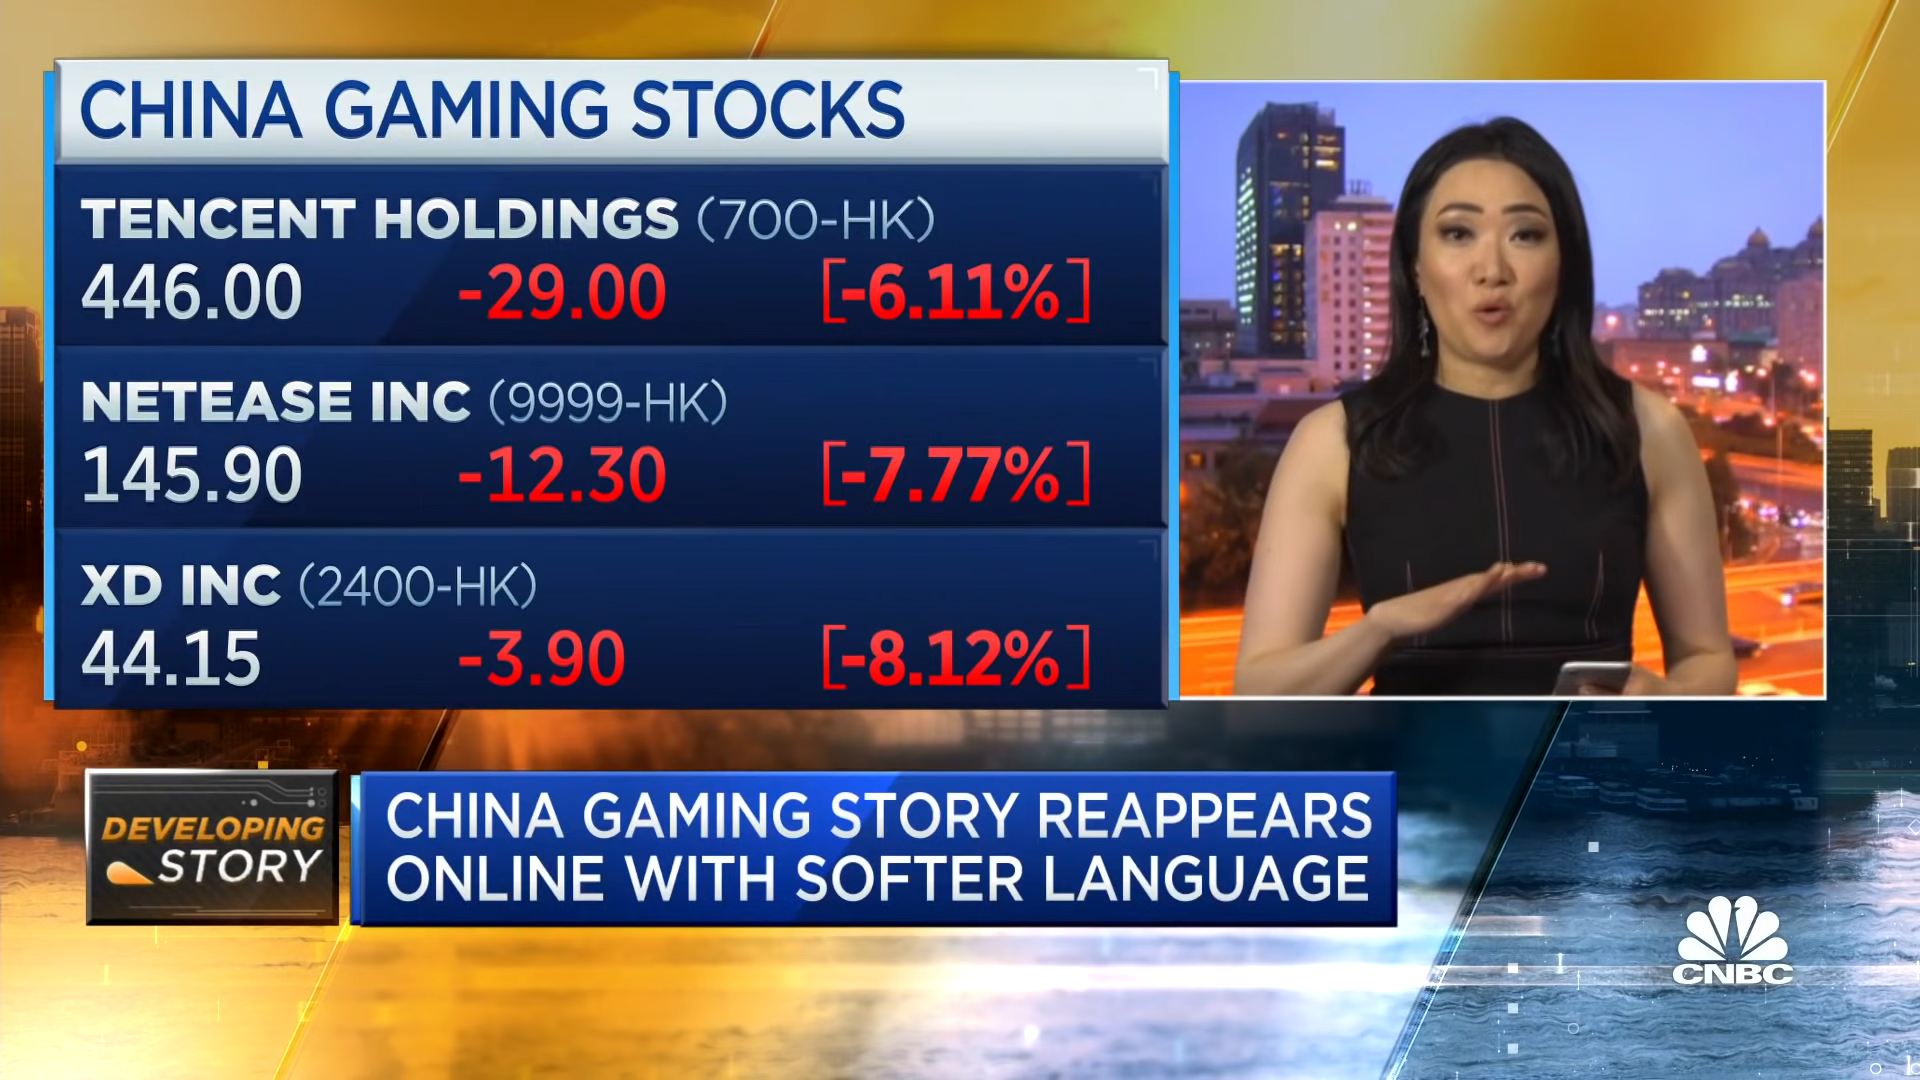 CHINA GAMING STOCKS
TENCENT HOLDINGS (700-HK)
446.00 -29.00 [-6.11%]
NETEASE INC (9999-HK)
145.90 -12.30 [-7.77%]
XD INC (2400-HK)
44.15 -3.90 [-8.12%]
DEVELOPING
STORY
CHINA GAMING STORY REAPPEARS
ONLINE WITH SOFTER LANGUAGE
CNBC